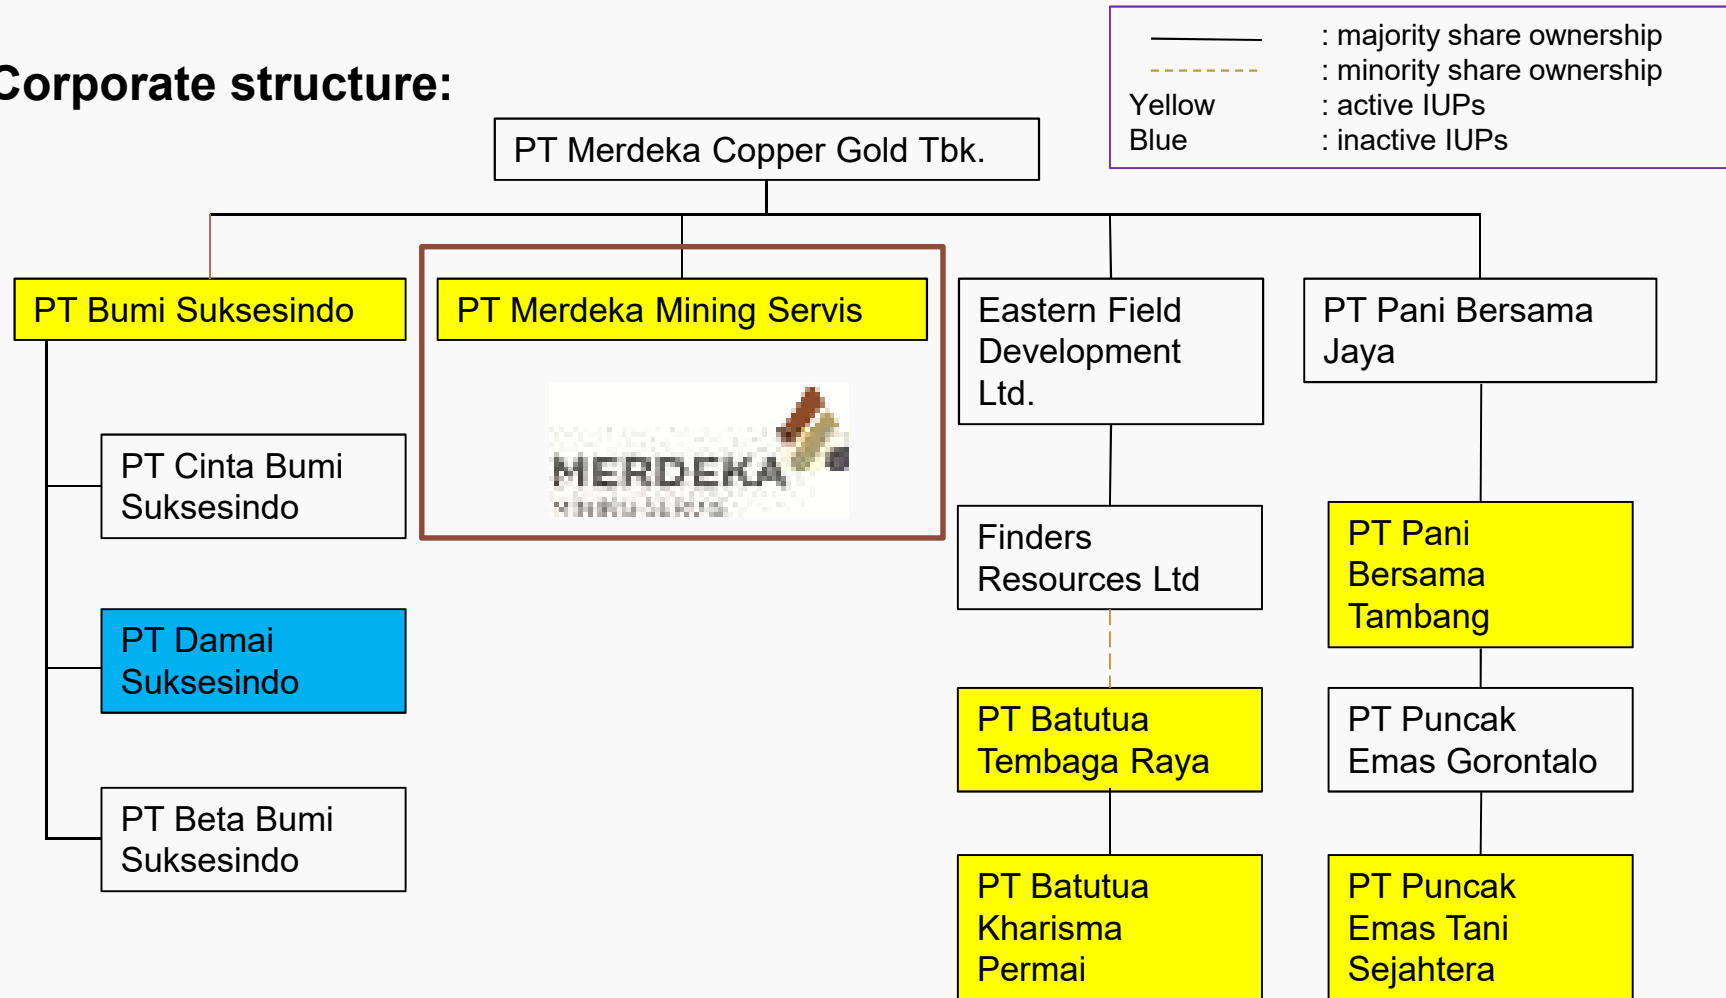 : majority share ownership
: minority share ownership
Yellow : active IUPs
Blue : inactive IUPs
Corporate structure:
PT Merdeka Copper Gold Tbk.
PT Bumi Suksesindo
PT Merdeka Mining Servis
Eastern Field
Development
Ltd.
PT Pani Bersama
Jaya
MERDEKA
PT Cinta Bumi
Suksesindo
Finders
Resources Ltd
PT Pani
Bersama
Tambang
PT Damai
Suksesindo
PT Batutua
Tembaga Raya
PT Puncak
Emas Gorontalo
PT Beta Bumi
Suksesindo
PT Batutua
Kharisma
Permai
PT Puncak
Emas Tani
Sejahtera